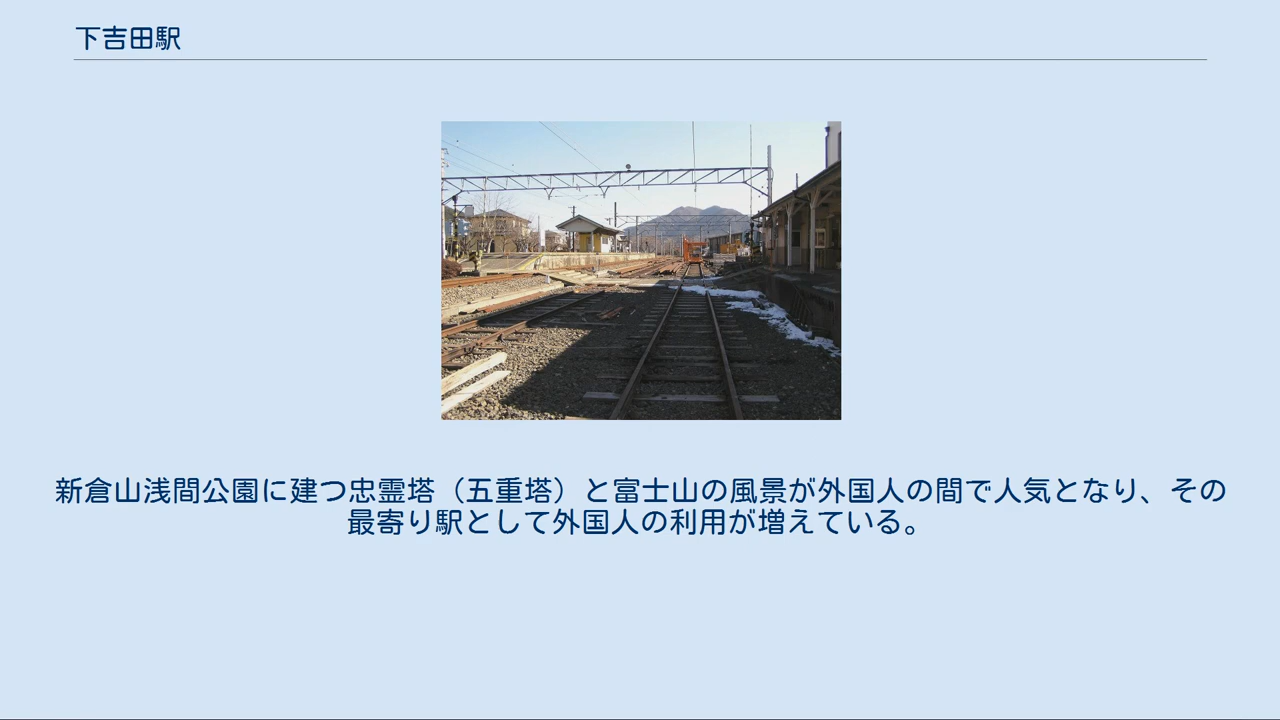 下吉田駅
新倉山浅間公園に建つ忠霊塔（五重塔）と富士山の風景が外国人の間で人気となり、その
最寄り駅として外国人の利用が増えている。